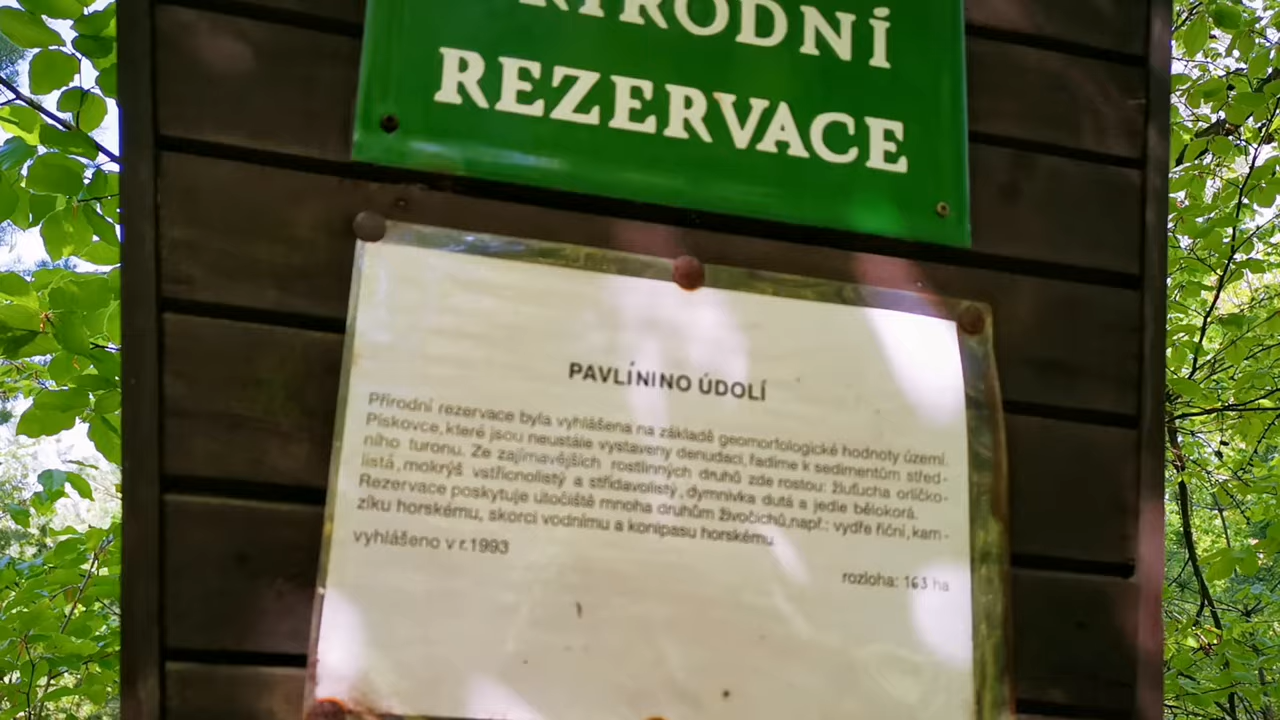 PŘÍRODNÍ
REZERVACE
PAVLÍNINO ÚDOLÍ
Přírodní rezervace byla vyhlášena na základě geomorfologické hodnoty území.
Pískovce, které jsou neustále vystaveny denudaci, řadíme k sedimentům střed-
ního turonu. Ze zajímavějších rostlinných druhů zde rostou: žluťucha orlíčko-
listá, mokrýš vstřícnolistý a střídavolistý, dymnivka dutá a jedle bělokorá.
Rezervace poskytuje útočiště mnoha druhům živočichů,např.: vydře říční, kam-
zíku horskému, skorci vodnímu a konipasu horskému.
vyhlášeno v r.1993
rozloha: 163 ha